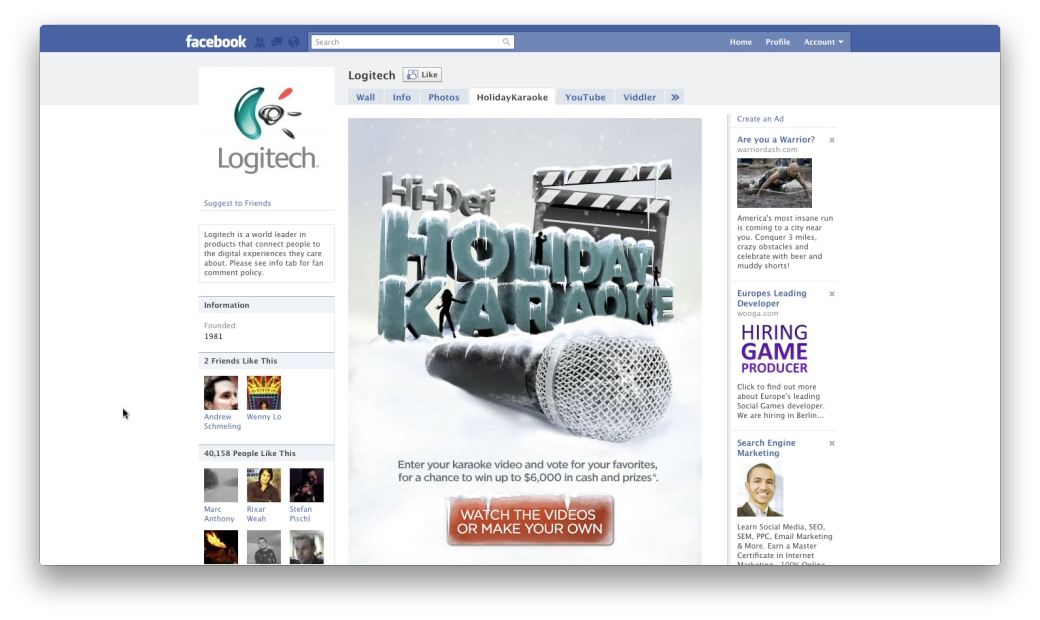 facebook
Search
Home Profile Account
Logitech
Like
Wall Info Photos HolidayKaraoke YouTube Viddler »
Logitech
Suggest to Friends
Logitech is a world leader in
products that connect people to
the digital experiences they care
about. Please see info tab for fan
comment policy.
Information
Founded:
1981
2 Friends Like This
Andrew
Schmeling
Wenny Lo
40,158 People Like This
Marc
Anthony
Rixar
Weah
Stefan
Pischl
Hi-Def
HOLIDAY
KARAOKE
Enter your karaoke video and vote for your favorites,
for a chance to win up to $6,000 in cash and prizes*.
WATCH THE VIDEOS
OR MAKE YOUR OWN
Create an Ad
Are you a Warrior?
warriordash.com
America's most insane run
is coming to a city near
you. Conquer 3 miles,
crazy obstacles and
celebrate with beer and
muddy shorts!
Europes Leading
Developer
wooga.com
HIRING
GAME
PRODUCER
Click to find out more
about Europe's leading
Social Games developer.
We are hiring in Berlin...
Search Engine
Marketing
Learn Social Media, SEO,
SEM, PPC, Email Marketing
& More. Earn a Master
Certificate in Internet
Marketing. 100% Online